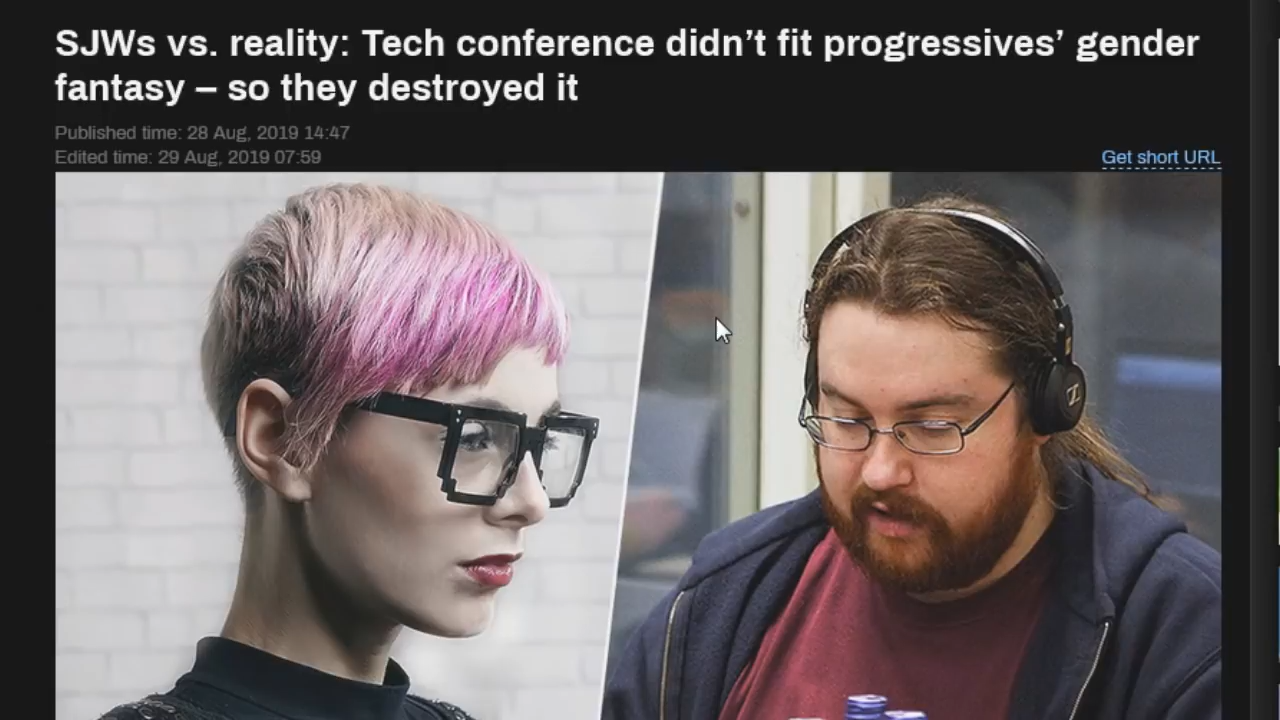 SJWs vs. reality: Tech conference didn’t fit progressives’ gender
fantasy – so they destroyed it
Published time: 28 Aug, 2019 14:47
Edited time: 29 Aug, 2019 07:59
Get short URL